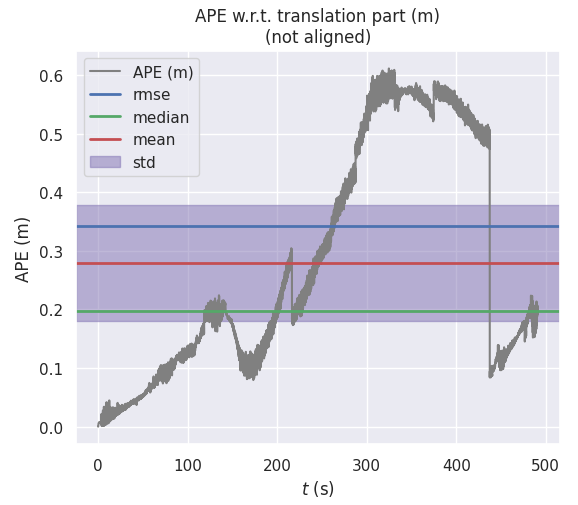 APE w.r.t. translation part (m)
(not aligned)
APE (m)
rmse
median
mean
std
0.6
0.5
0.4
0.3
0.2
0.1
0.0
APE (m)
0 100 200 300 400 500
t (s)